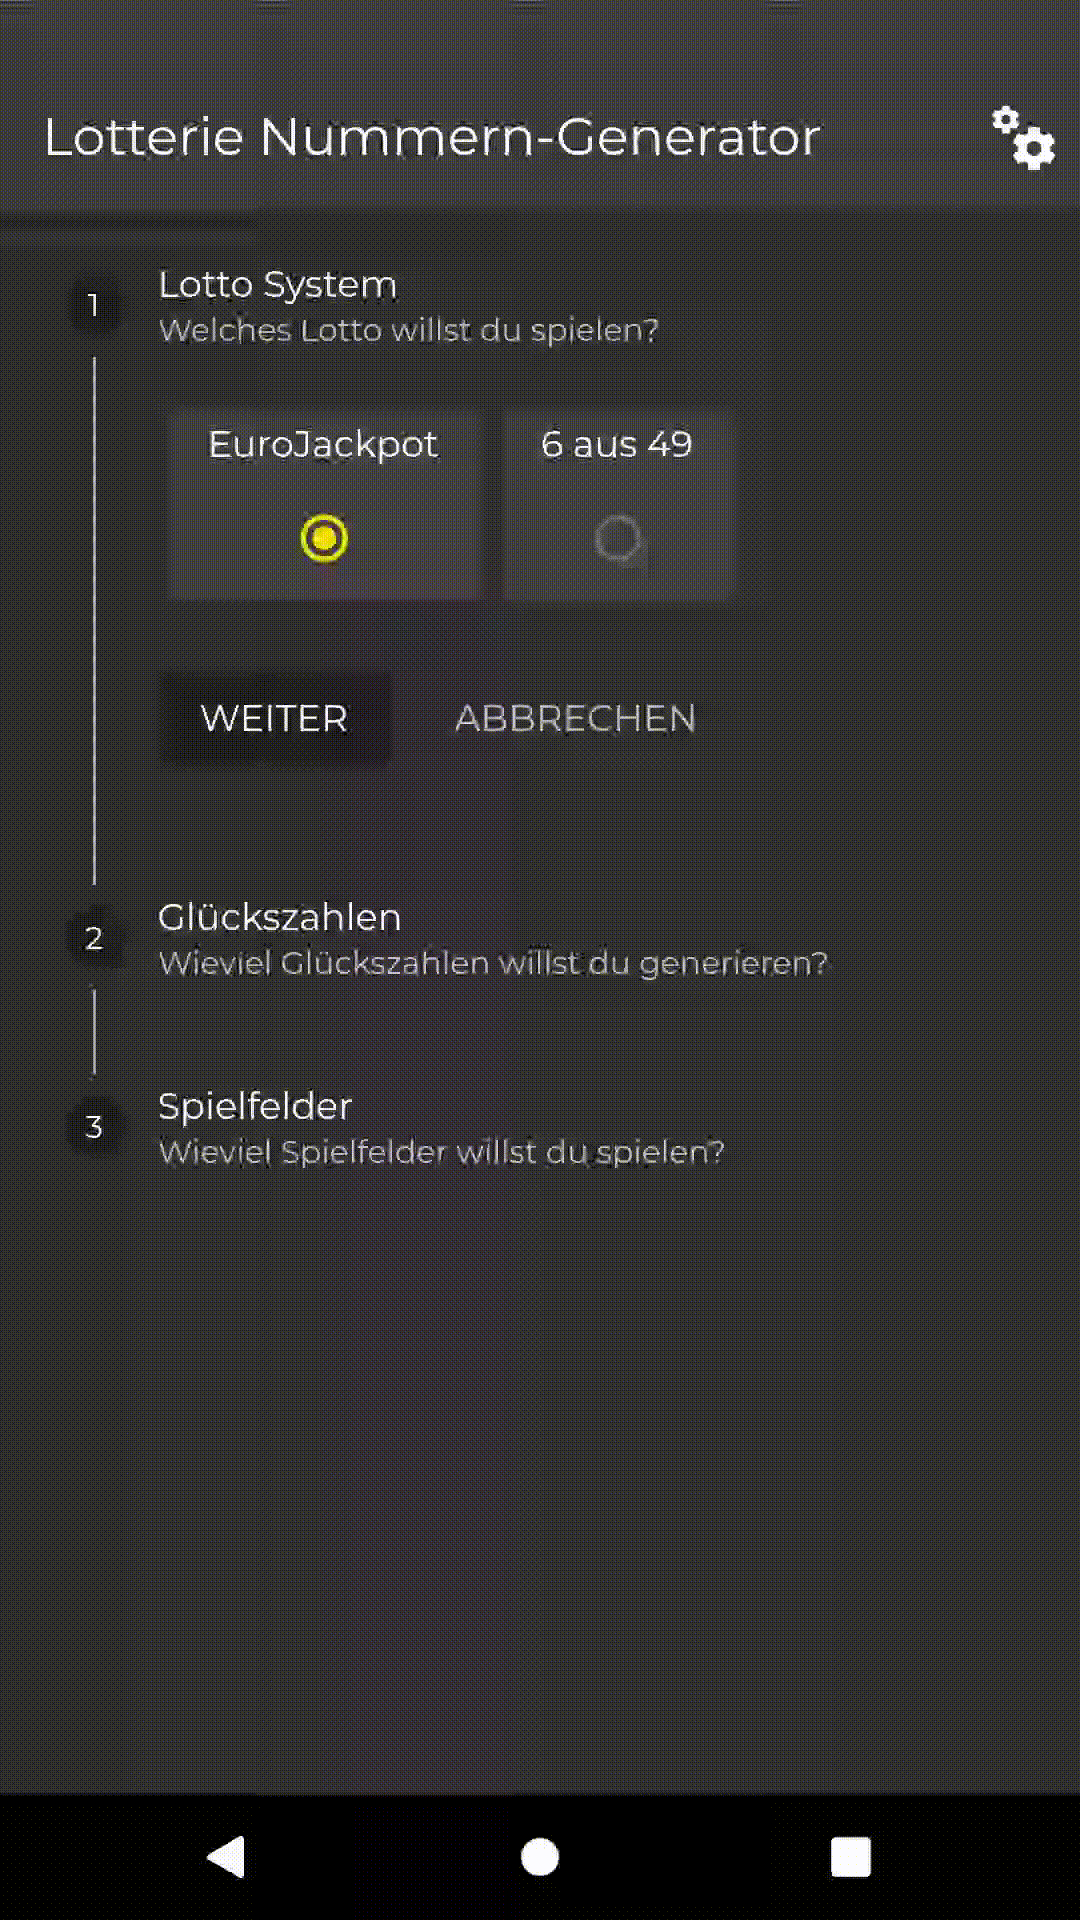 Lotterie Nummern-Generator
1
Lotto System
Welches Lotto willst du spielen?
EuroJackpot
6 aus 49
WEITER
ABBRECHEN
2
Glückszahlen
Wieviel Glückszahlen willst du generieren?
3
Spielfelder
Wieviel Spielfelder willst du spielen?